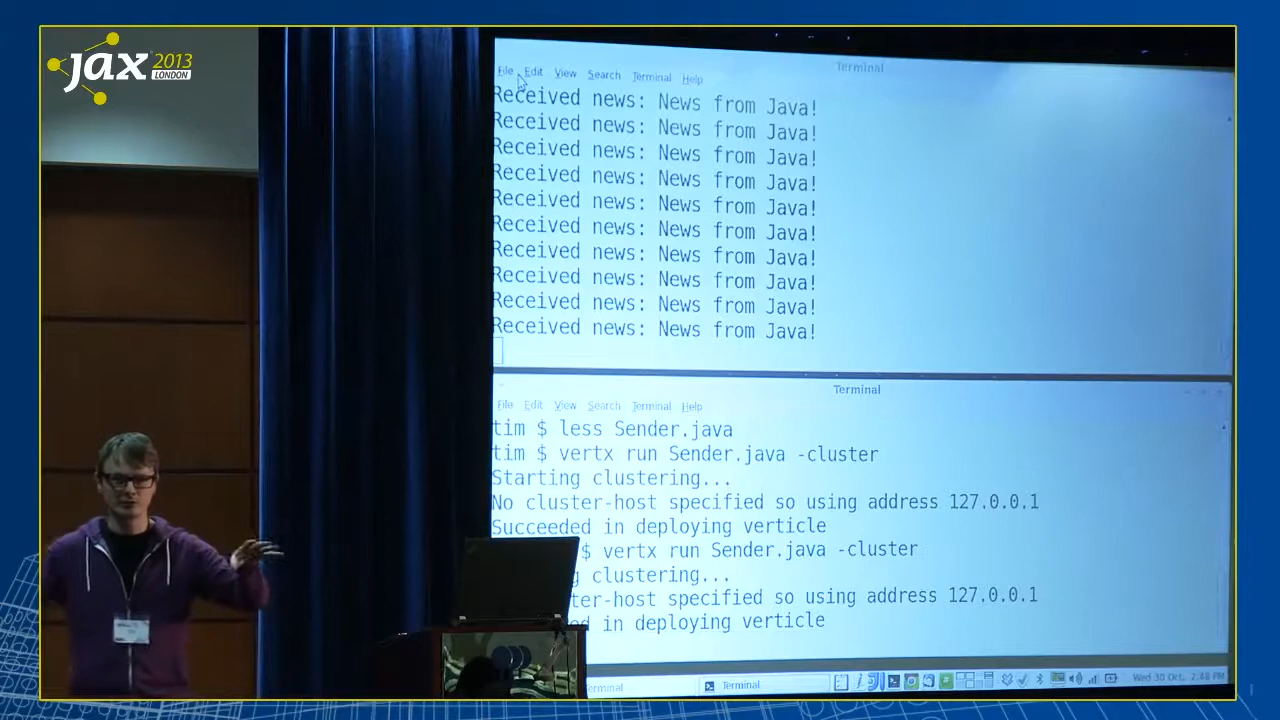 jax 2013
LONDON
Terminal
File Edit View Search Terminal Help
Received news: News from Java!
Received news: News from Java!
Received news: News from Java!
Received news: News from Java!
Received news: News from Java!
Received news: News from Java!
Received news: News from Java!
Received news: News from Java!
Received news: News from Java!
Received news: News from Java!
Terminal
File Edit View Search Terminal Help
tim $ less Sender.java
tim $ vertx run Sender.java -cluster
Starting clustering...
No cluster-host specified so using address 127.0.0.1
Succeeded in deploying verticle
$ vertx run Sender.java -cluster
g clustering...
ter-host specified so using address 127.0.0.1
d in deploying verticle
Terminal Terminal Wed 30 Oct, 2:48 PM